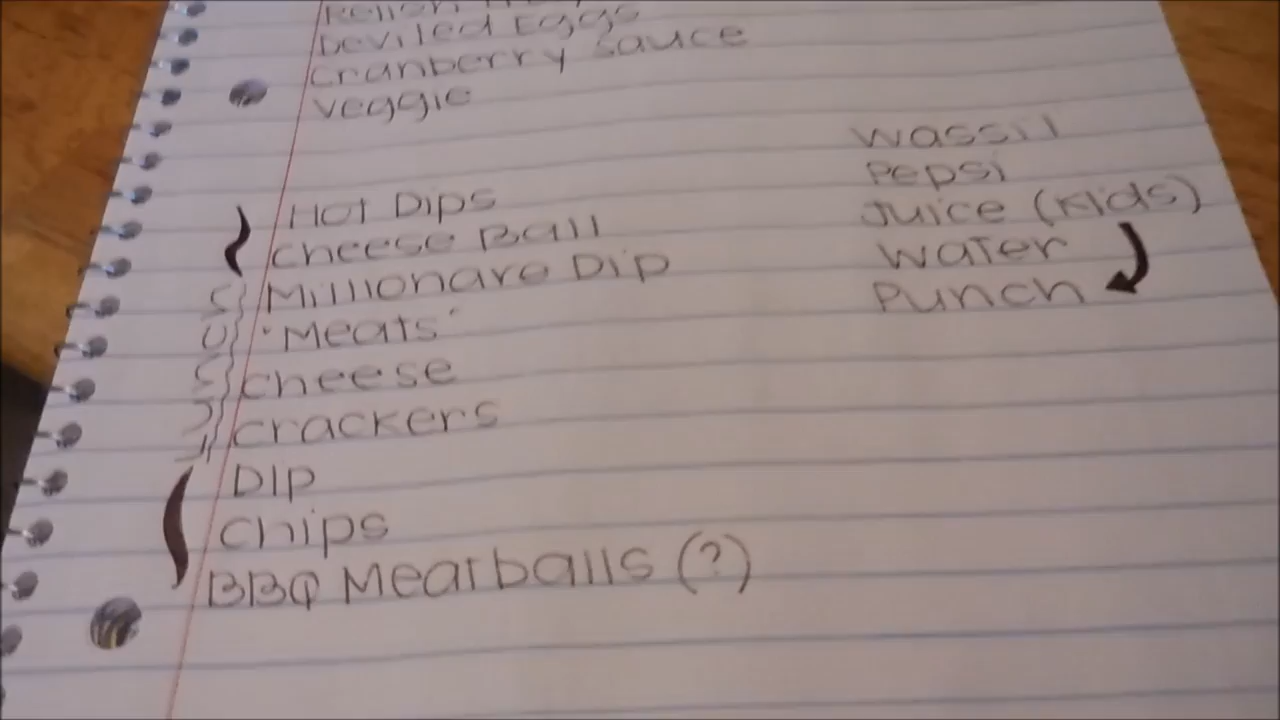 Relish
Deviled Eggs
Cranberry Sauce
Veggie
Hot Dips
Cheese Ball
Millionare Dip
"Meats"
Cheese
Crackers
Dip
Chips
BBQ Meatballs (?)
Wassil
Pepsi
Juice (Kids)
Water
Punch